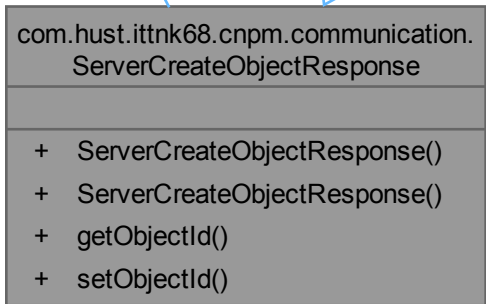 com.hust.ittnk68.cnpm.communication.
ServerCreateObjectResponse
+ ServerCreateObjectResponse()
+ ServerCreateObjectResponse()
+ getObjectId()
+ setObjectId()